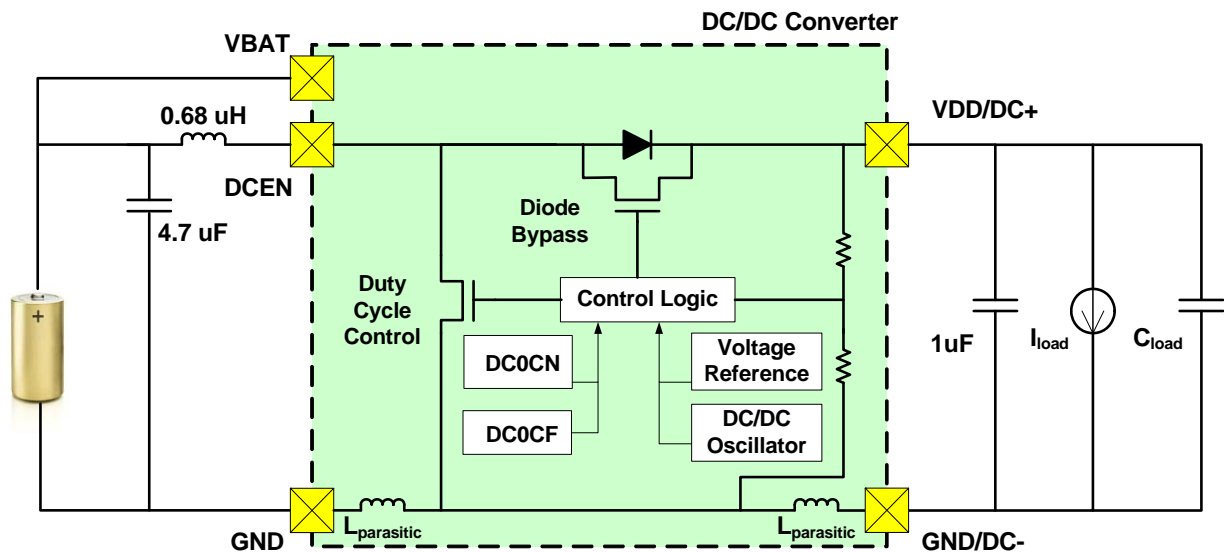 DC/DC Converter
VBAT
0.68 uH
DCEN
4.7 uF
VDD/DC+
Diode
Bypass
Duty
Cycle
Control
Control Logic
DC0CN
DC0CF
Voltage
Reference
DC/DC
Oscillator
1uF
Iload
Cload
+
GND
Lparasitic
Lparasitic
GND/DC-